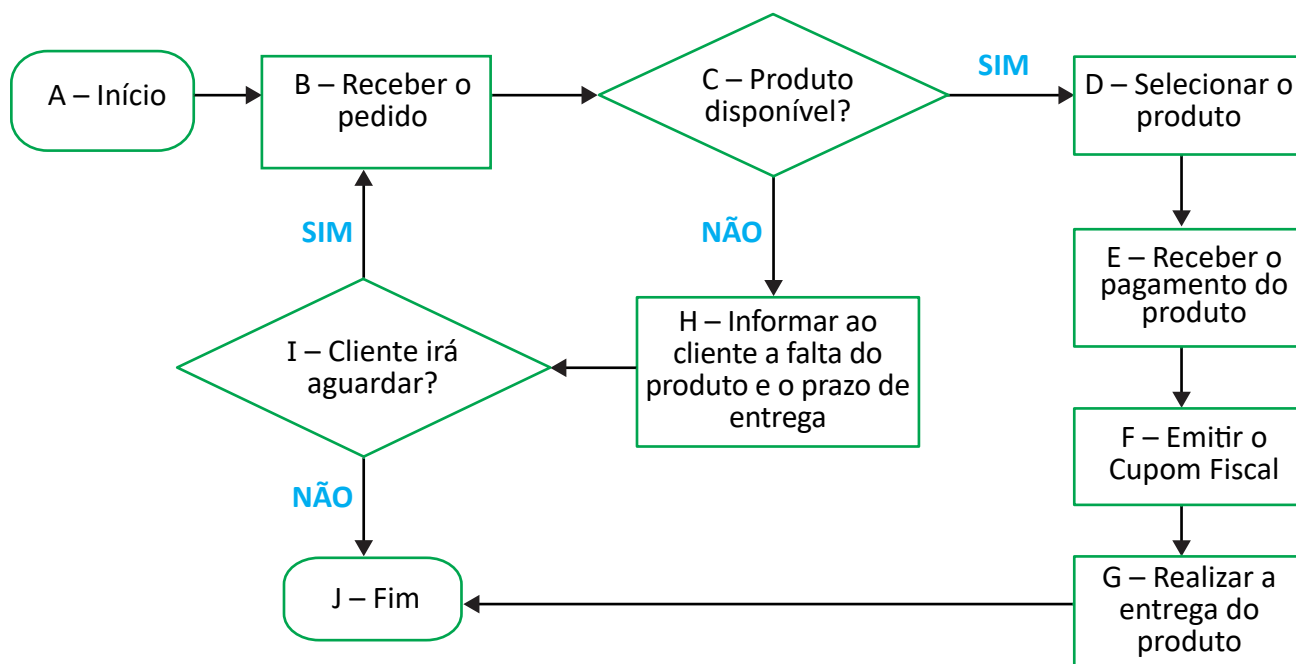 A – Início
B – Receber o
pedido
C – Produto
disponível?
SIM
D – Selecionar o
produto
E – Receber o
pagamento do
produto
F – Emitir o
Cupom Fiscal
G – Realizar a
entrega do
produto
NÃO
H – Informar ao
cliente a falta do
produto e o prazo de
entrega
I – Cliente irá
aguardar?
SIM
NÃO
J – Fim